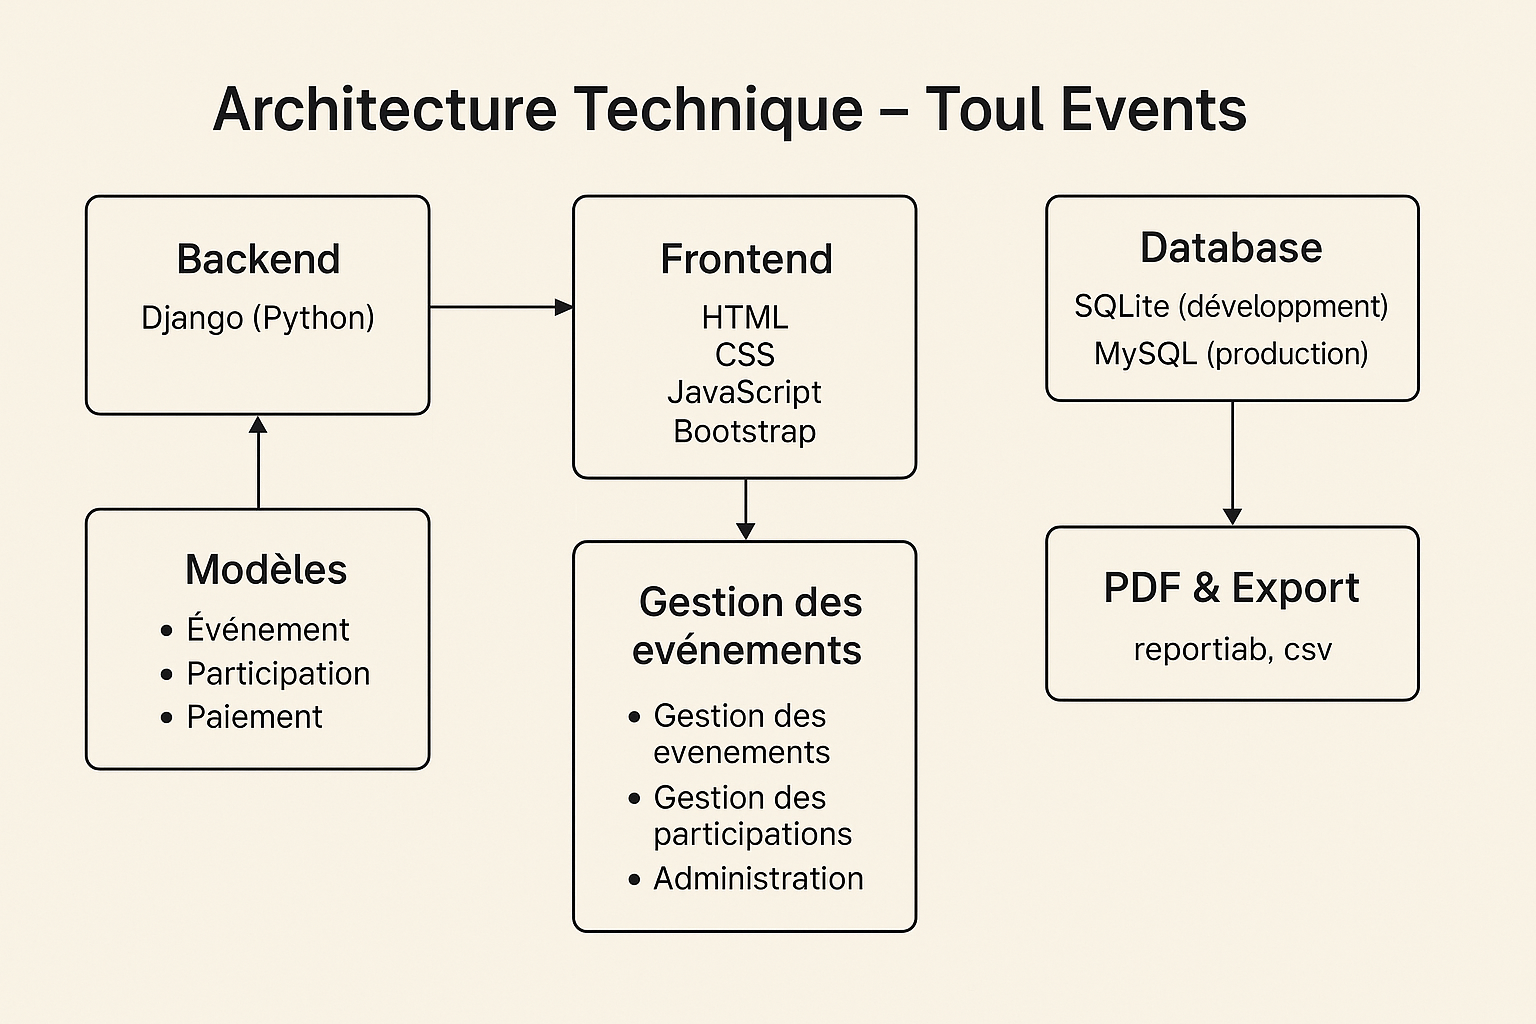 Architecture Technique – Toul Events
Backend
Django (Python)
Frontend
HTML
CSS
JavaScript
Bootstrap
Database
SQLite (développment)
MySQL (production)
Modèles
• Événement
• Participation
• Paiement
Gestion des
evénements
• Gestion des
evenements
• Gestion des
participations
• Administration
PDF & Export
reportiab, csv